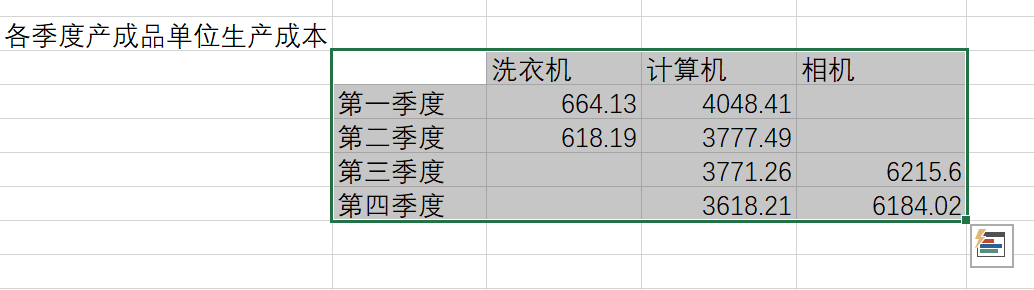 各季度产成品单位生产成本
洗衣机 计算机 相机
第一季度 664.13 4048.41
第二季度 618.19 3777.49
第三季度 3771.26 6215.6
第四季度 3618.21 6184.02